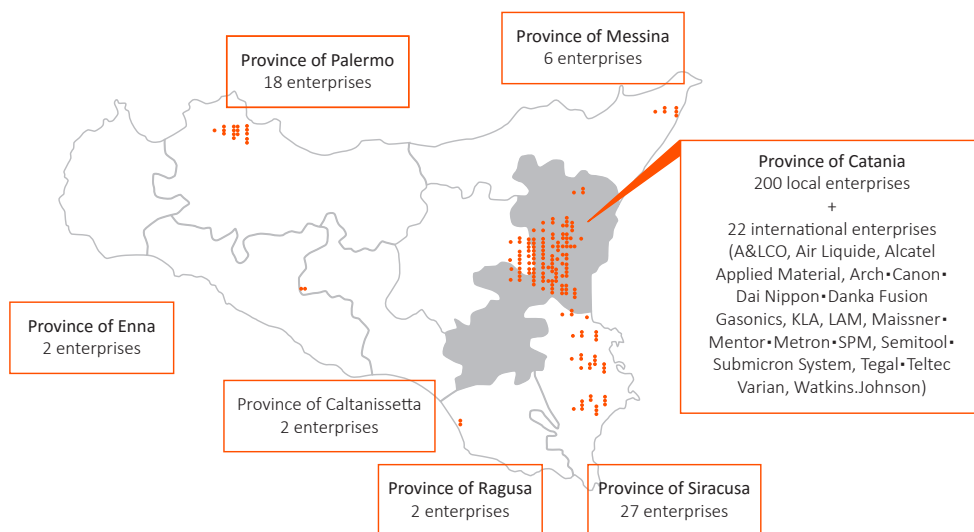 Province of Messina
6 enterprises
Province of Palermo
18 enterprises
Province of Catania
200 local enterprises
+
22 international enterprises
(A&LCO, Air Liquide, Alcatel
Applied Material, Arch•Canon•
Dai Nippon•Danka Fusion
Gasonics, KLA, LAM, Maissner•
Mentor•Metron•SPM, Semitool•
Submicron System, Tegal•Teltec
Varian, Watkins.Johnson)
Province of Enna
2 enterprises
Province of Caltanissetta
2 enterprises
Province of Ragusa
2 enterprises
Province of Siracusa
27 enterprises